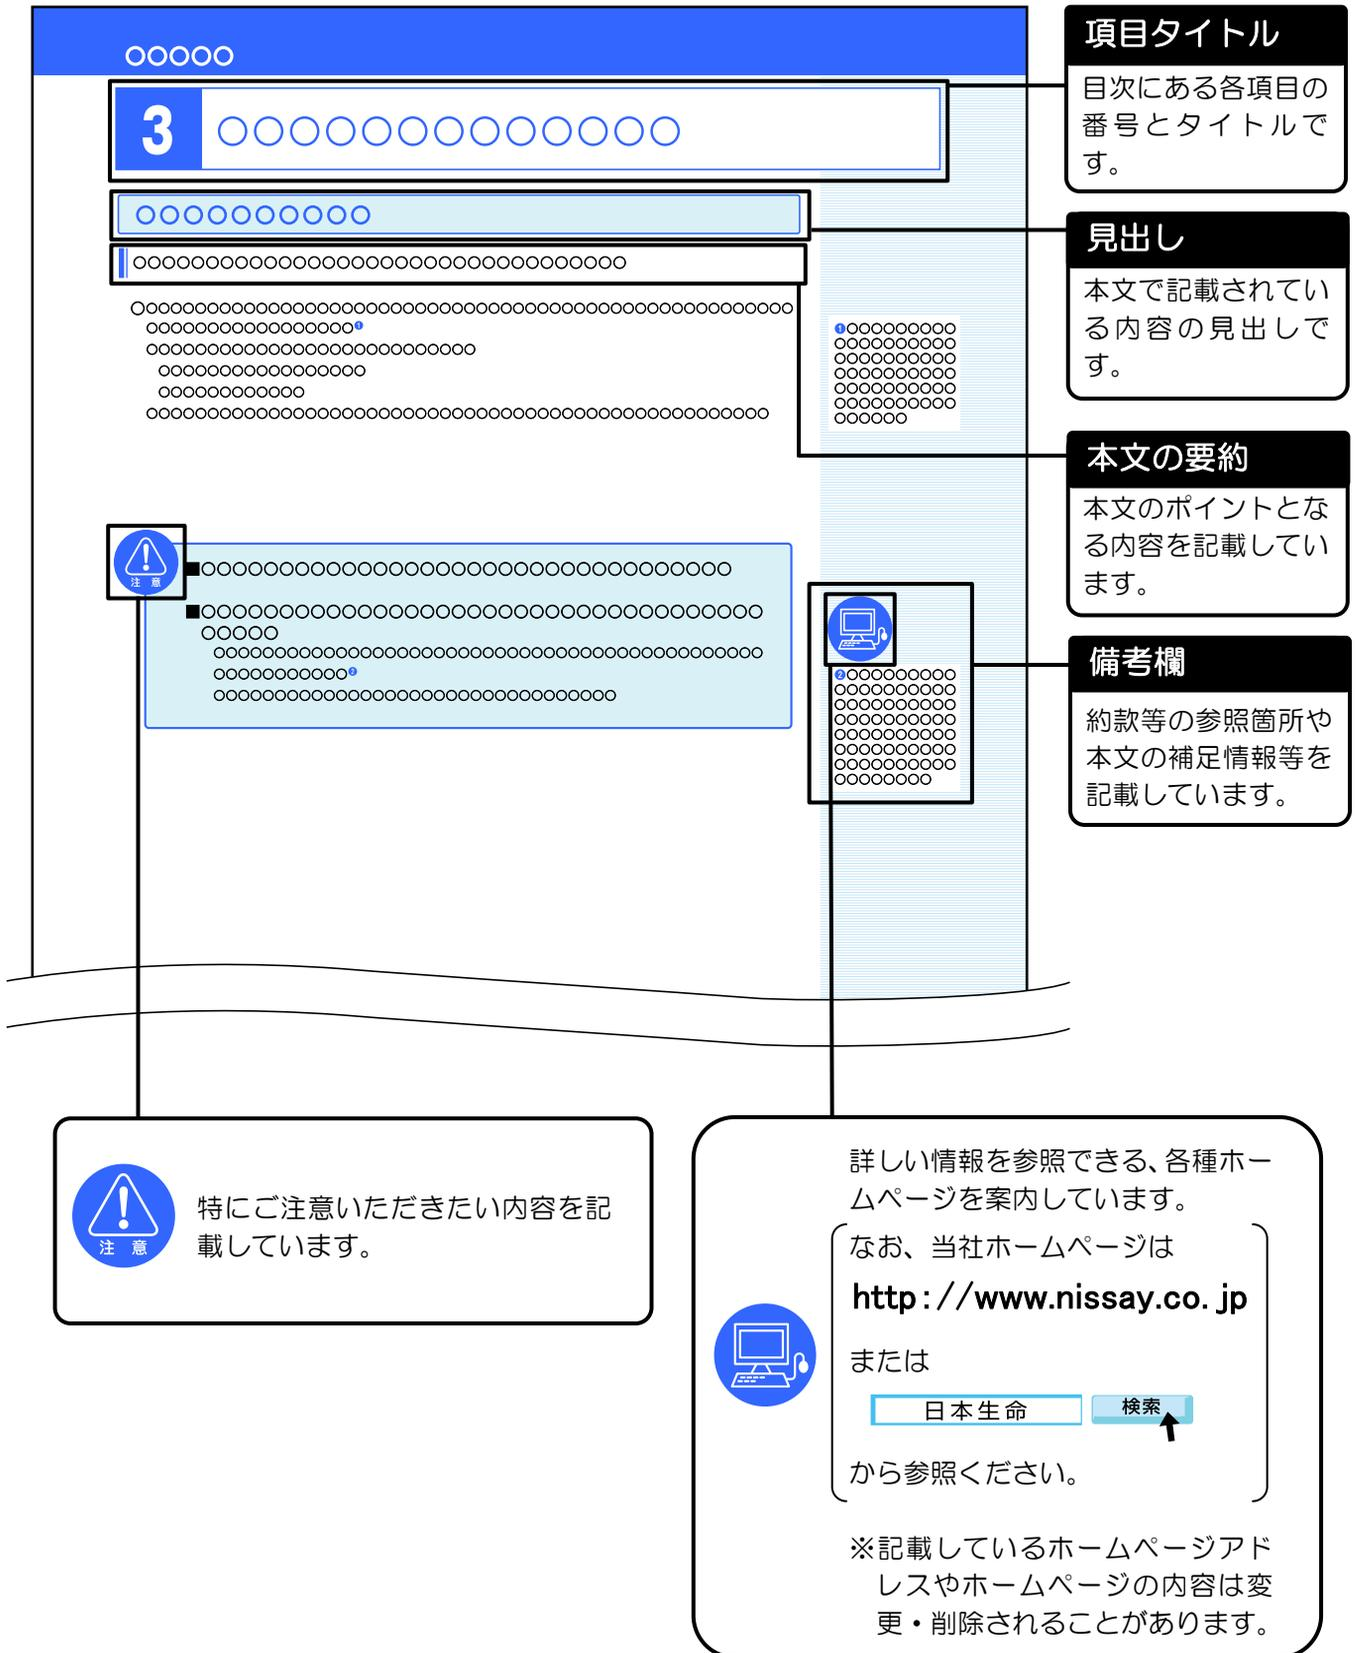 ○○○○○
項目タイトル
目次にある各項目の
番号とタイトルで
す。
3 ○○○○○○○○○○○○○
○○○○○○○○○○
見出し
本文で記載されてい
る内容の見出しで
す。
本文の要約
本文のポイントとな
る内容を記載してい
ます。
注 意
備考欄
約款等の参照箇所や
本文の補足情報等を
記載しています。
注 意
特にご注意いただきたい内容を記
載しています。
詳しい情報を参照できる、各種ホー
ムページを案内しています。
なお、当社ホームページは
http://www.nissay.co.jp
または
日本生命 検索
から参照ください。
※記載しているホームページアド
レスやホームページの内容は変
更・削除されることがあります。